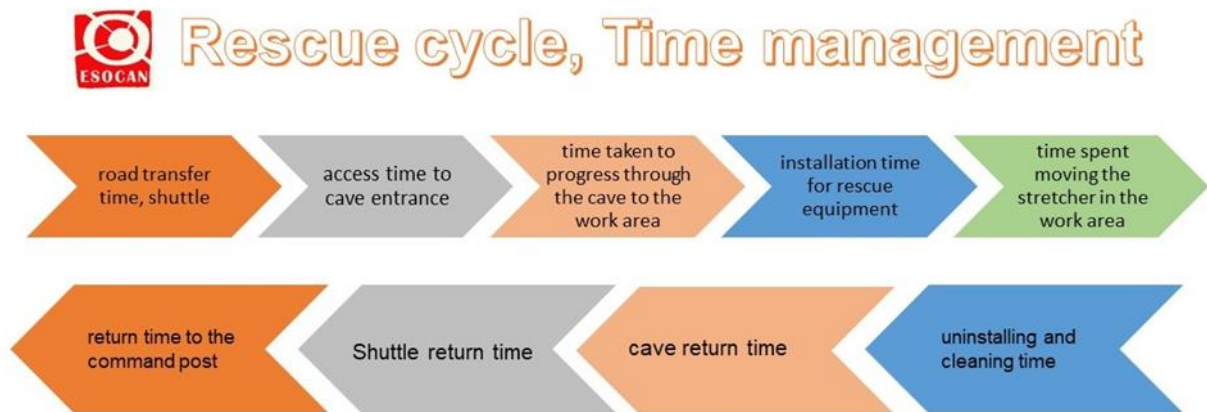 ESOCAN
Rescue cycle, Time management
road transfer
time, shuttle
access time to
cave entrance
time taken to
progress through
the cave to the
work area
installation time
for rescue
equipment
time spent
moving the
stretcher in the
work area
return time to the
command post
Shuttle return time
cave return time
uninstalling and
cleaning time